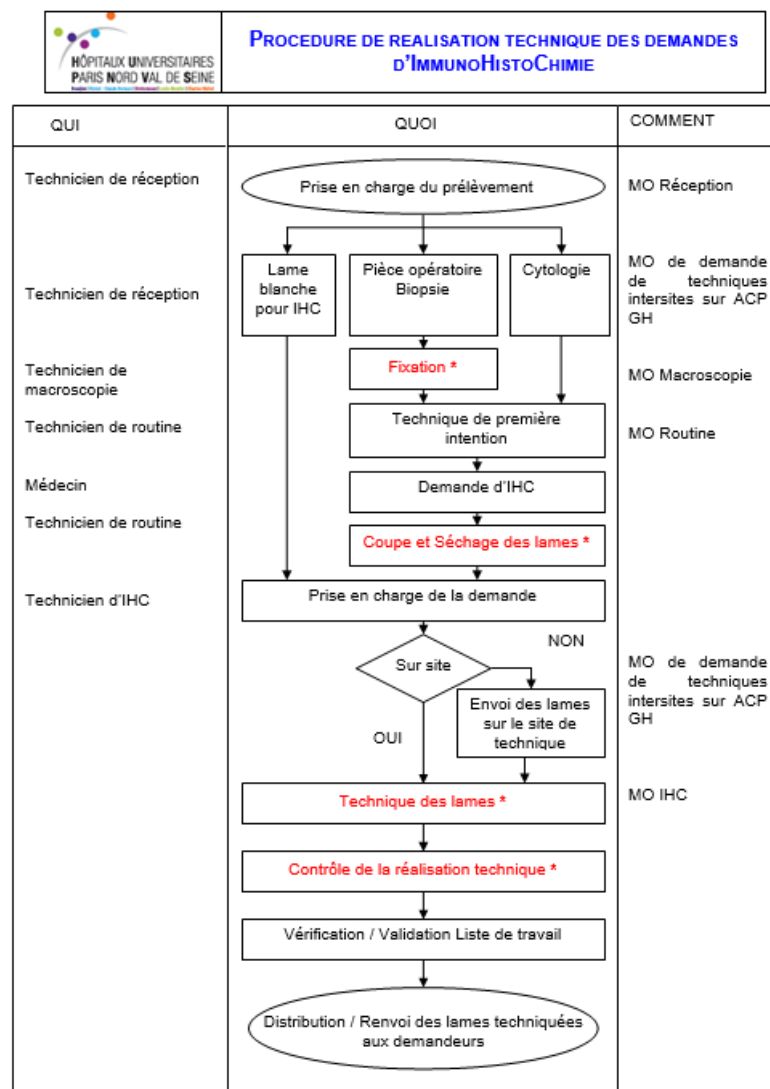 HÔPITAUX UNIVERSITAIRES
PARIS NORD VAL DE SEINE
PROCEDURE DE REALISATION TECHNIQUE DES DEMANDES
D'IMMUNOHISTOCHIMIE
QUI
QUOI
COMMENT
Technicien de réception
Prise en charge du prélèvement
MO Réception
Technicien de réception
Lame
blanche
pour IHC
Pièce opératoire
Biopsie
Cytologie
MO de demande
de techniques
intersites sur ACP
GH
Technicien de
macroscopie
Fixation *
MO Macroscopie
Technicien de routine
Technique de première
intention
MO Routine
Médecin
Demande d'IHC
Technicien de routine
Coupe et Séchage des lames *
Technicien d'IHC
Prise en charge de la demande
Sur site
NON
MO de demande
de techniques
intersites sur ACP
GH
Envoi des lames
sur le site de
technique
OUI
Technique des lames *
MO IHC
Contrôle de la réalisation technique *
Vérification / Validation Liste de travail
Distribution / Renvoi des lames techniquées
aux demandeurs